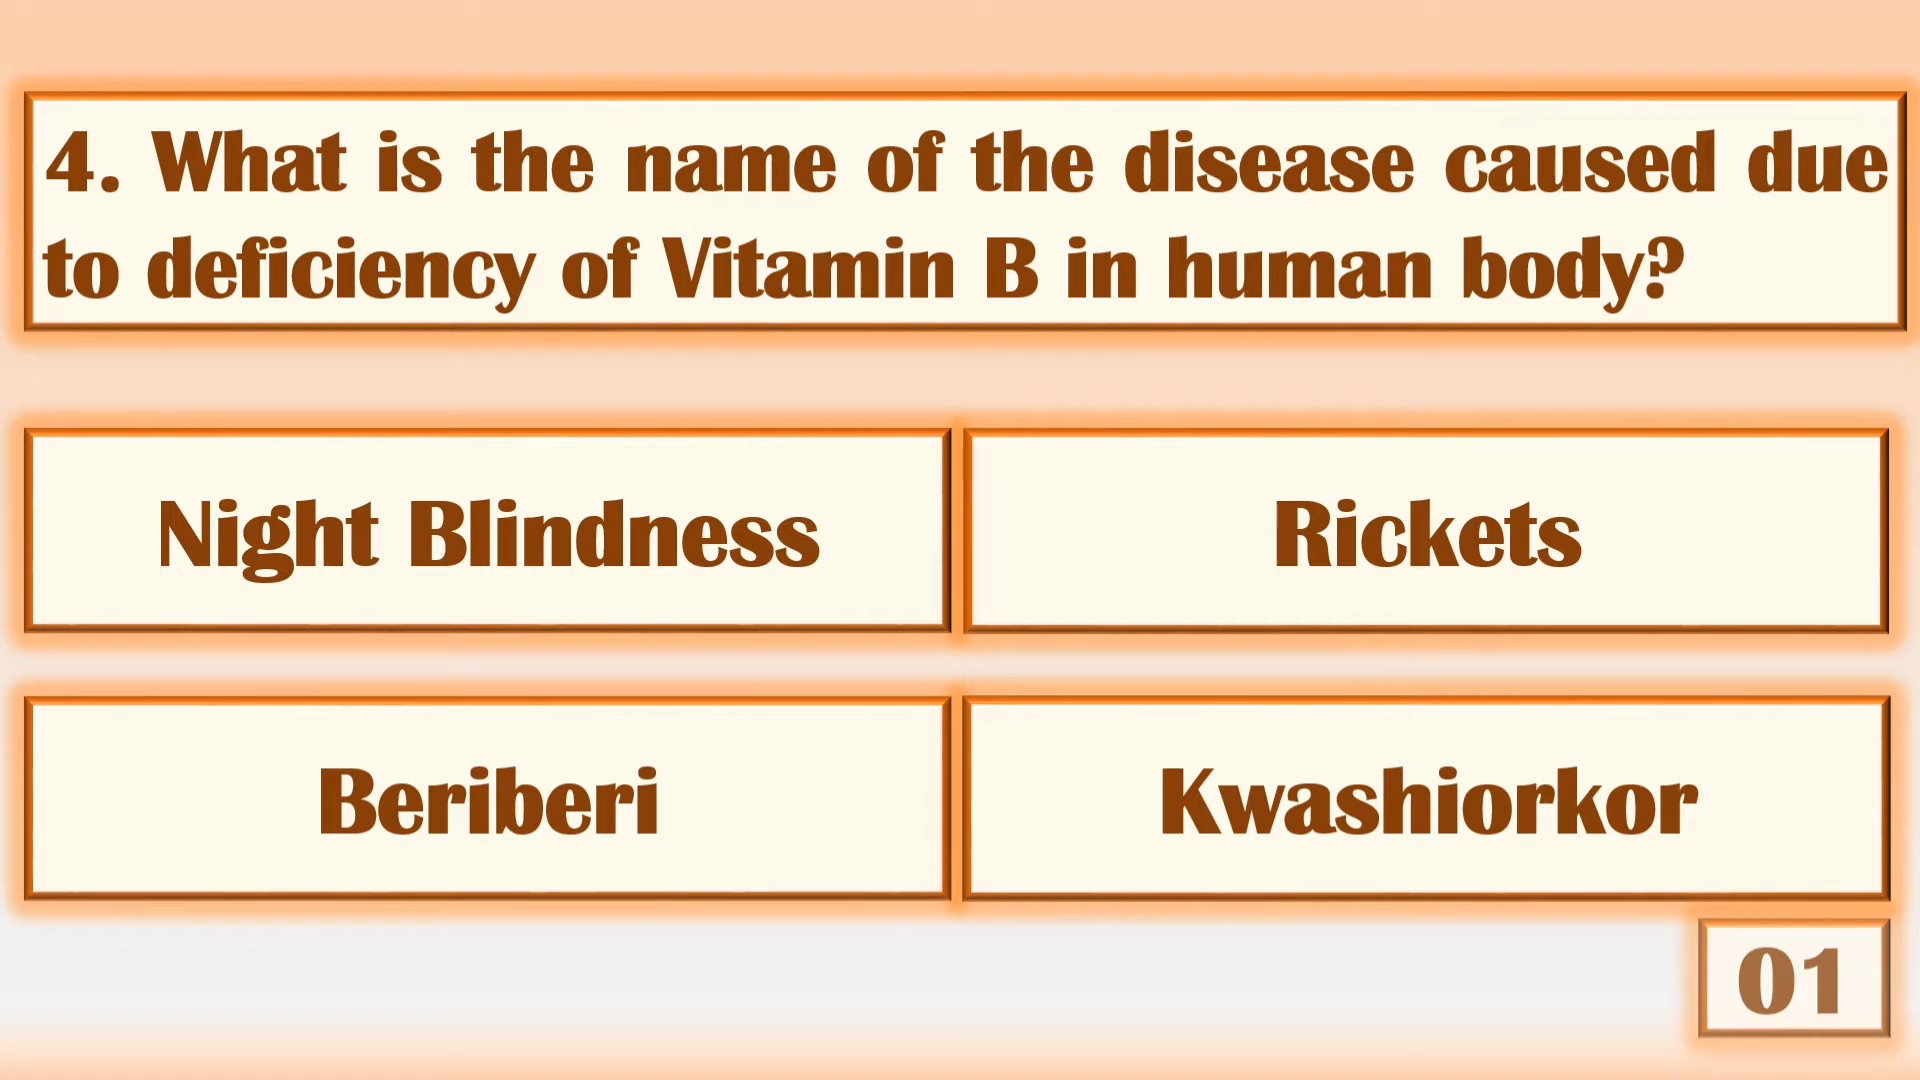 4. What is the name of the disease caused due
to deficiency of Vitamin B in human body?
Night Blindness
Rickets
Beriberi
Kwashiorkor
01